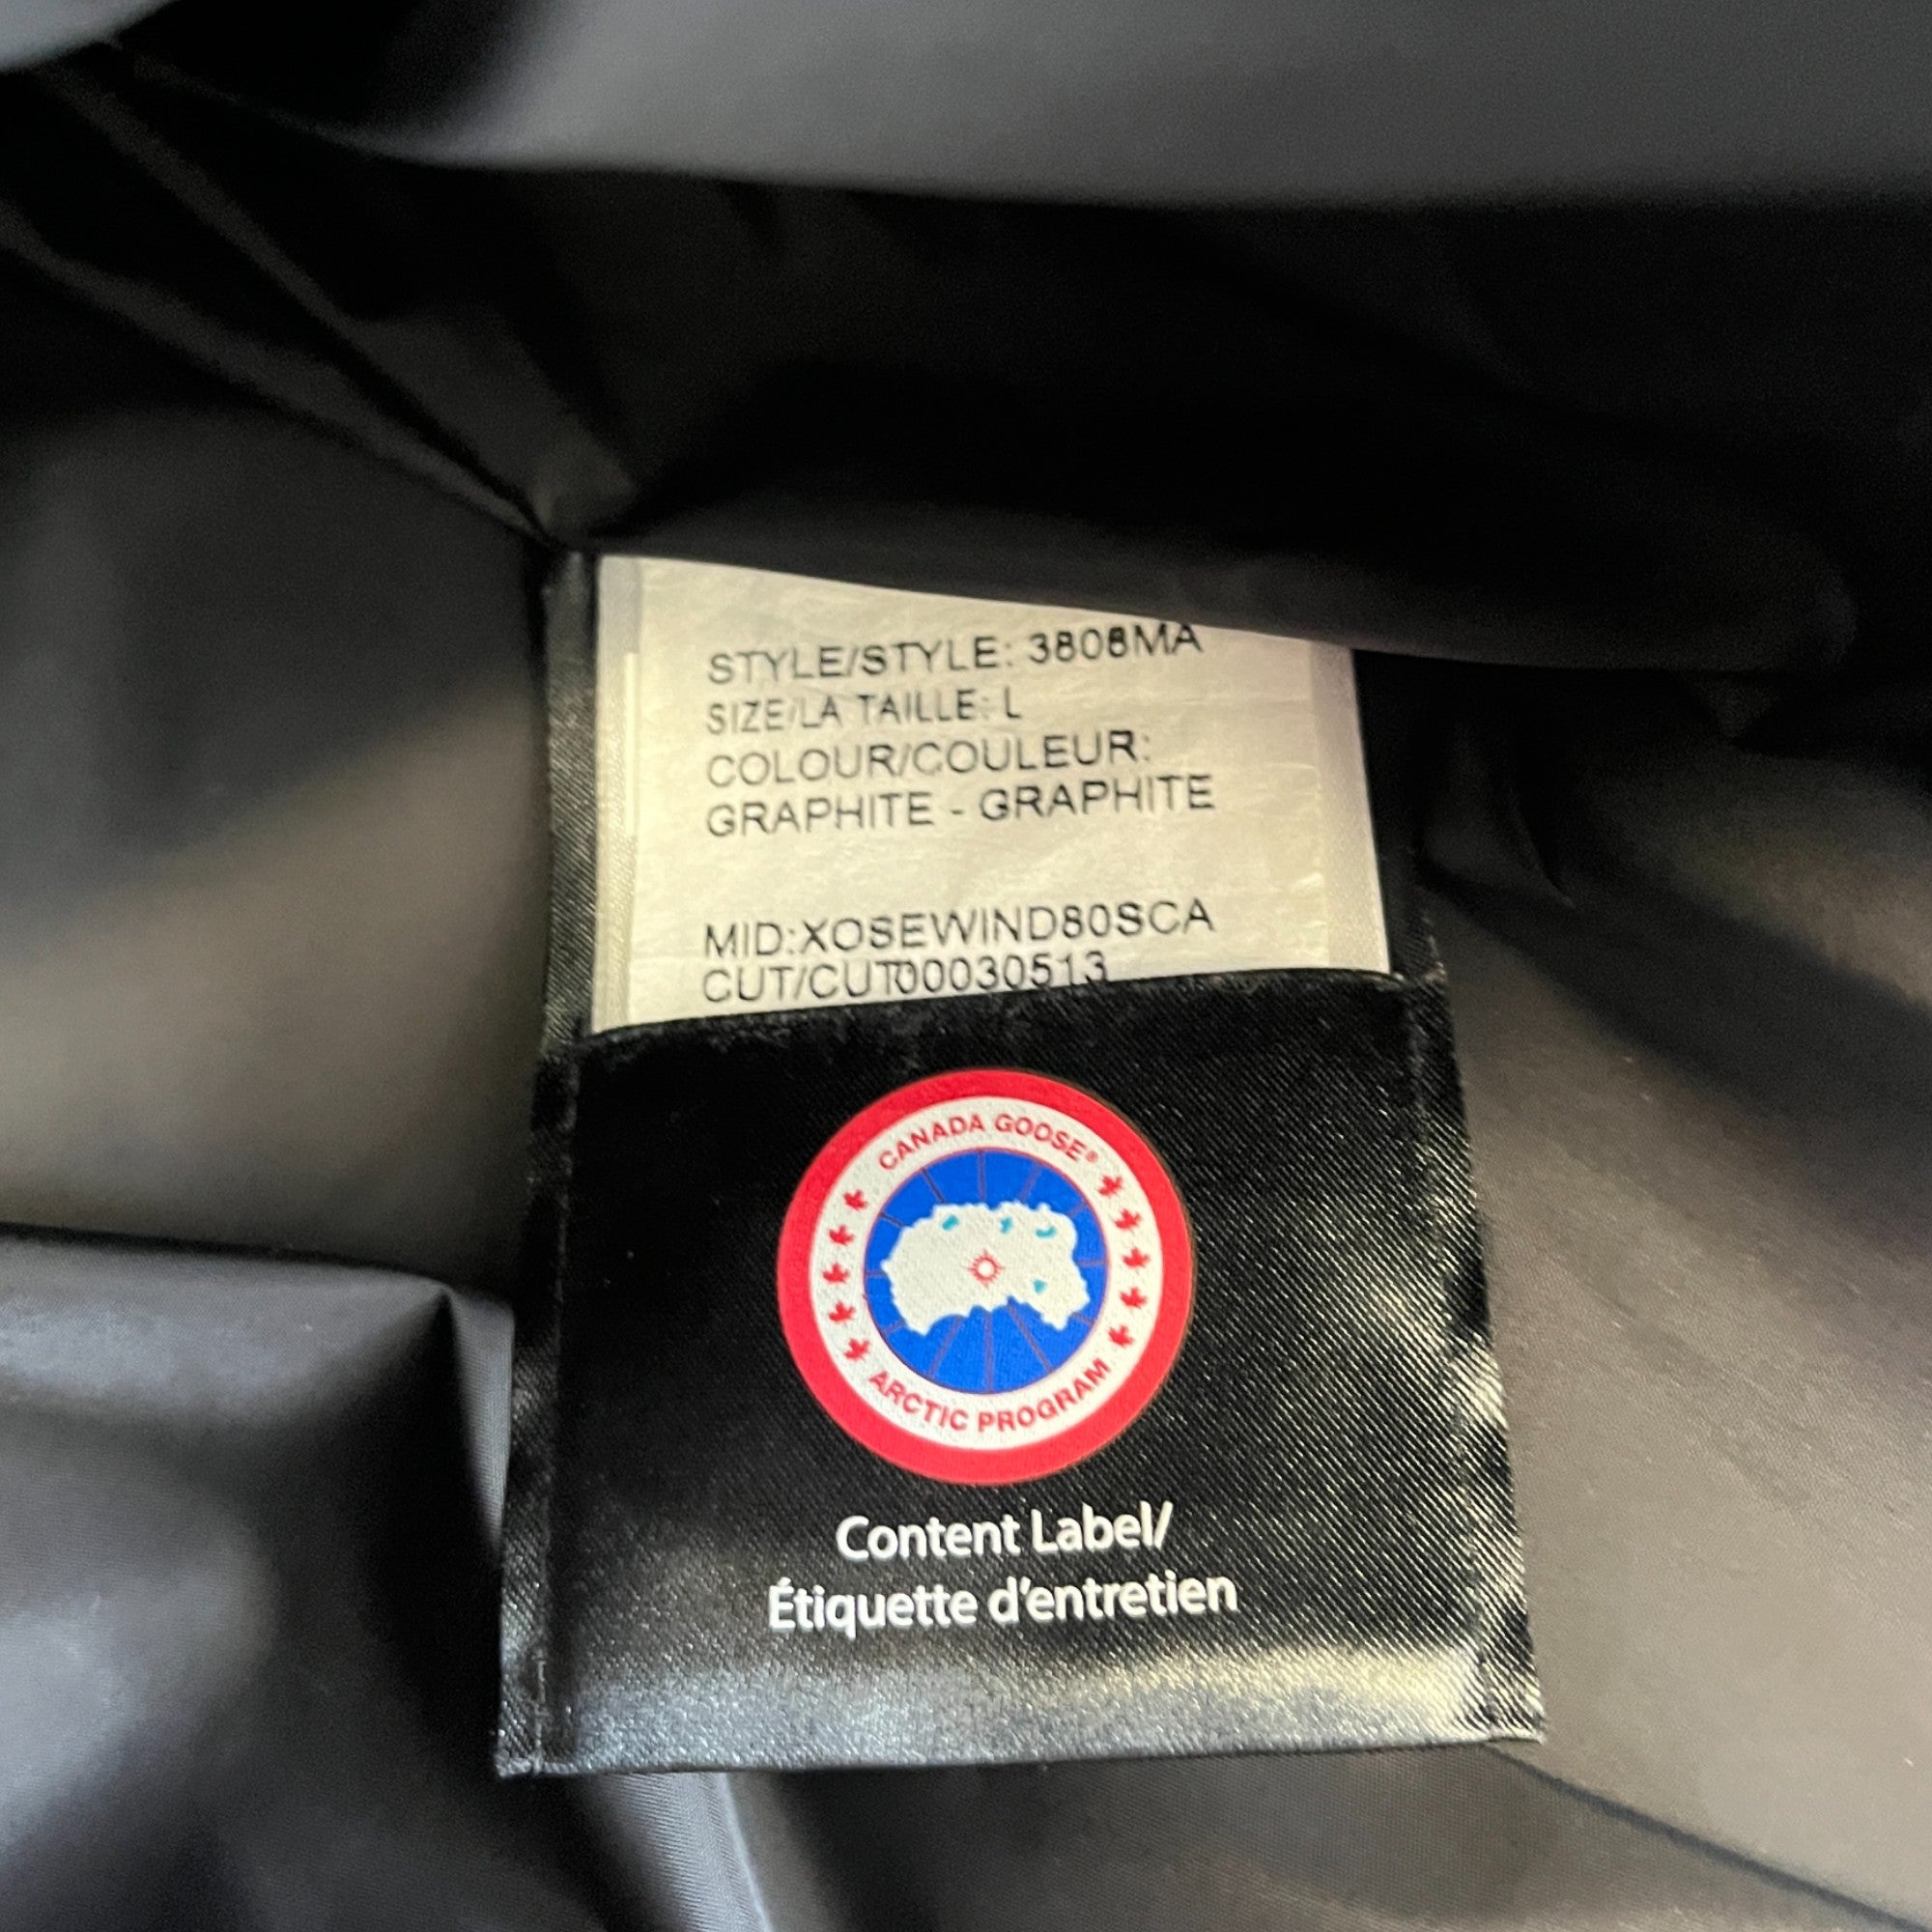 STYLE/STYLE: 3808MA
SIZE/LA TAILLE: L
COLOUR/COULEUR:
GRAPHITE - GRAPHITE
MID:XOSEWIND80SCA
CUT/CUT00030513
CANADA GOOSE®
ARCTIC PROGRAM
Content Label/
Étiquette d'entretien